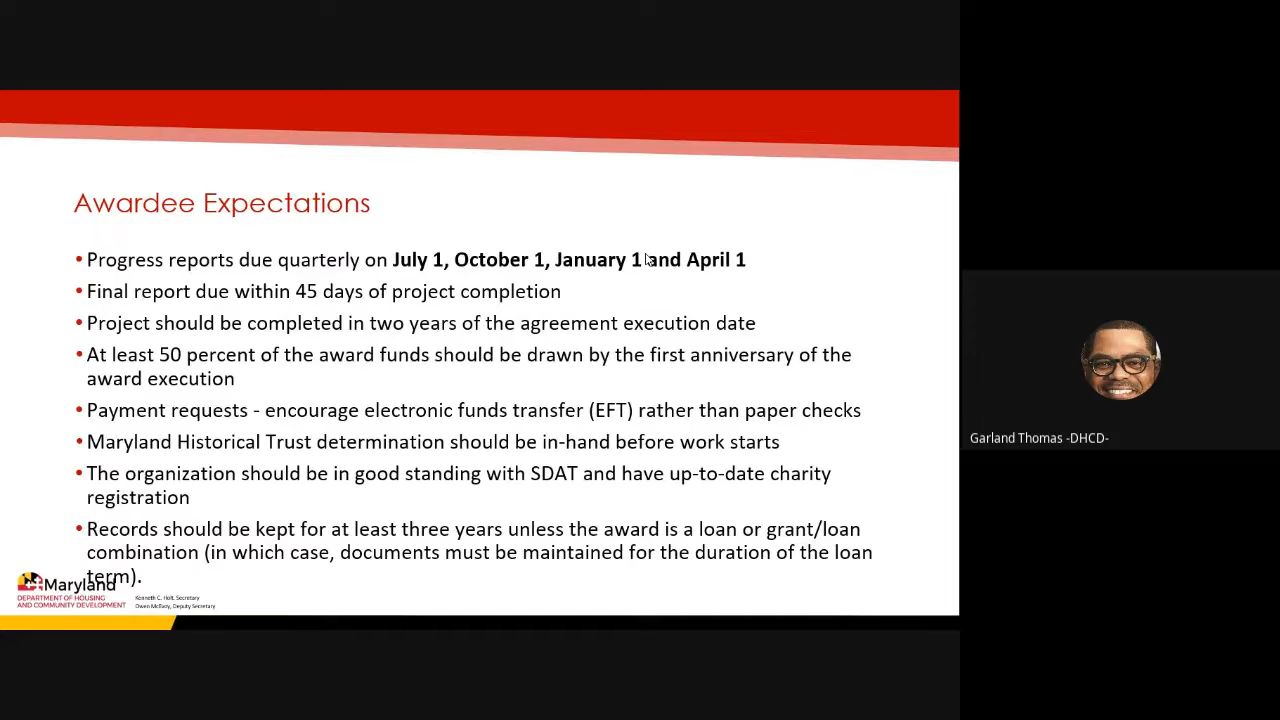 Awardee Expectations
• Progress reports due quarterly on July 1, October 1, January 1 and April 1
• Final report due within 45 days of project completion
• Project should be completed in two years of the agreement execution date
• At least 50 percent of the award funds should be drawn by the first anniversary of the
award execution
• Payment requests - encourage electronic funds transfer (EFT) rather than paper checks
• Maryland Historical Trust determination should be in-hand before work starts
• The organization should be in good standing with SDAT and have up-to-date charity
registration
• Records should be kept for at least three years unless the award is a loan or grant/loan
combination (in which case, documents must be maintained for the duration of the loan
term).
Maryland
DEPARTMENT OF HOUSING
AND COMMUNITY DEVELOPMENT
Kenneth C. Holt, Secretary
Owen McEvoy, Deputy Secretary
Garland Thomas -DHCD-